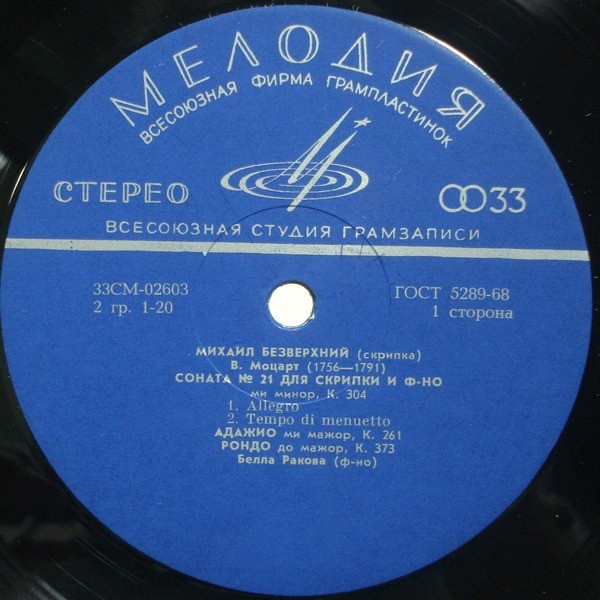 МЕЛОДИЯ
ВСЕСОЮЗНАЯ ФИРМА ГРАМПЛАСТИНОК
СТЕРЕО
33
ВСЕСОЮЗНАЯ СТУДИЯ ГРАМЗАПИСИ
33СМ-02603
ГОСТ 5289-68
2 гр. 1-20
1 сторона
МИХАИЛ БЕЗВЕРХНИЙ (скрипка)
В. Моцарт (1756—1791)
СОНАТА № 21 ДЛЯ СКРИПКИ И Ф-НО
ми минор, К. 304
1. Allegro
2. Tempo di menuetto
АДАЖИО ми мажор, К. 261
РОНДО до мажор, К. 373
Белла Ракова (ф-но)